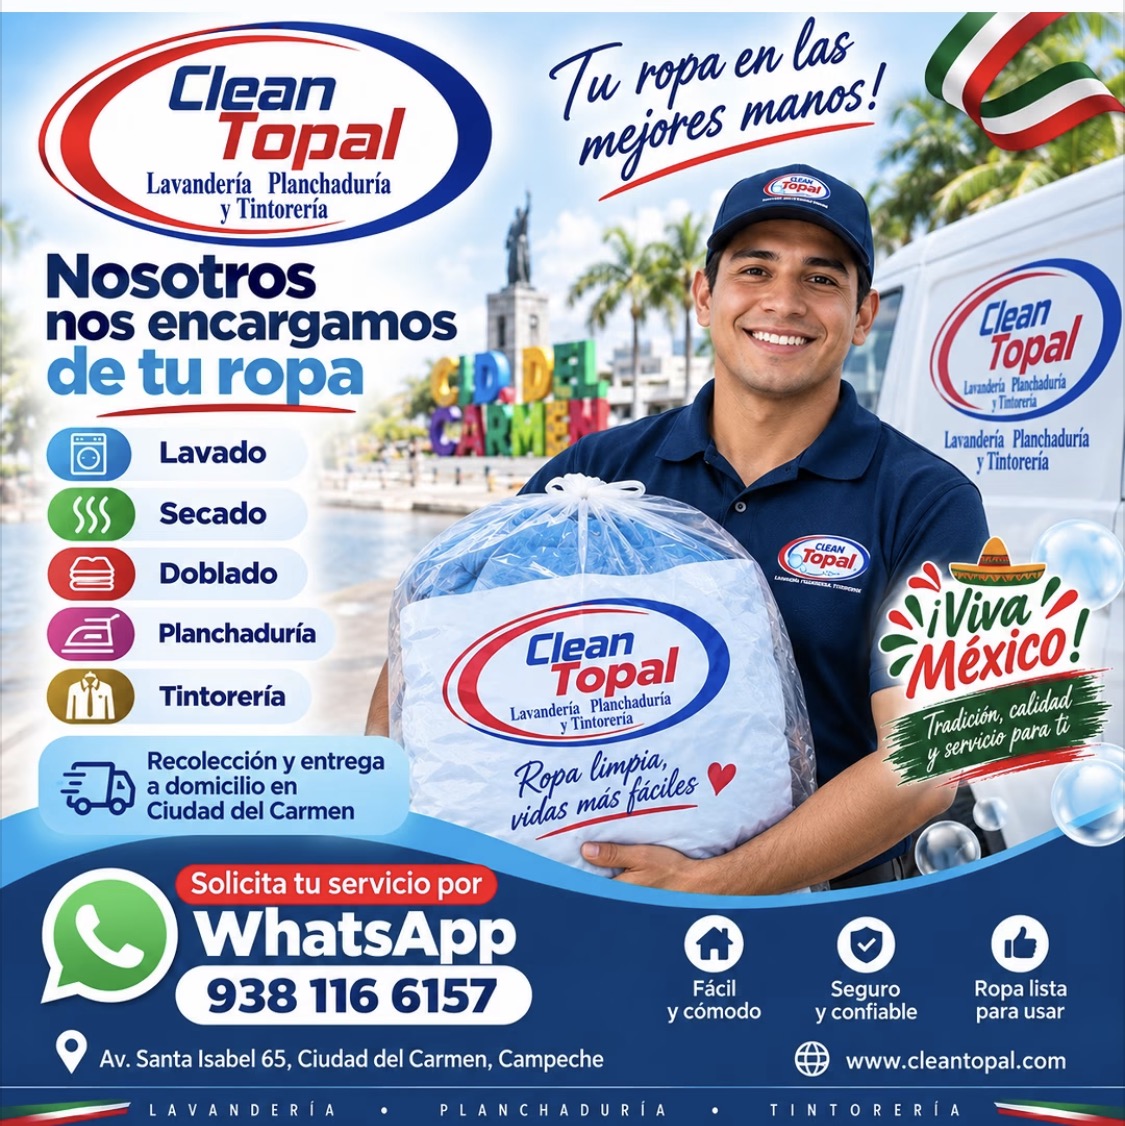 Clean
Topal
Lavandería Planchaduría
y Tintorería
Tu ropa en las
mejores manos!
Nosotros
nos encargamos
de tu ropa
CLEAN
Topal
Clean
Topal
Lavandería Planchaduría
y Tintorería
Lavandería Planchaduría
y Tintorería
CD. DEL
CARMEN
Lavado
Secado
Doblado
Planchaduría
Tintorería
CLEAN
Topal
Clean
Topal
Lavandería Planchaduría
y Tintorería
Ropa limpia,
vidas más fáciles
¡Viva
México!
Tradición, calidad
y servicio para ti
Recolección y entrega
a domicilio en
Ciudad del Carmen
Solicita tu servicio por
WhatsApp
938 116 6157
Fácil
y cómodo
Seguro
y confiable
Ropa lista
para usar
Av. Santa Isabel 65, Ciudad del Carmen, Campeche
www.cleantopal.com
LAVANDERÍA • PLANCHADURÍA • TINTORERÍA